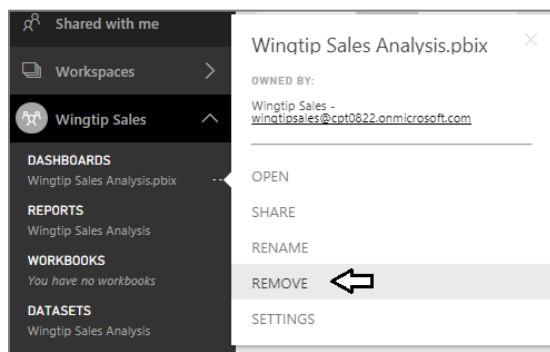 Shared with me
Workspaces
Wingtip Sales
DASHBOARDS
Wingtip Sales Analysis.pbix
REPORTS
Wingtip Sales Analysis
WORKBOOKS
You have no workbooks
DATASETS
Wingtip Sales Analysis
Wingtip Sales Analysis.pbix
OWNED BY:
Wingtip Sales -
wingtipsales@cpt0822.onmicrosoft.com
OPEN
SHARE
RENAME
REMOVE
SETTINGS